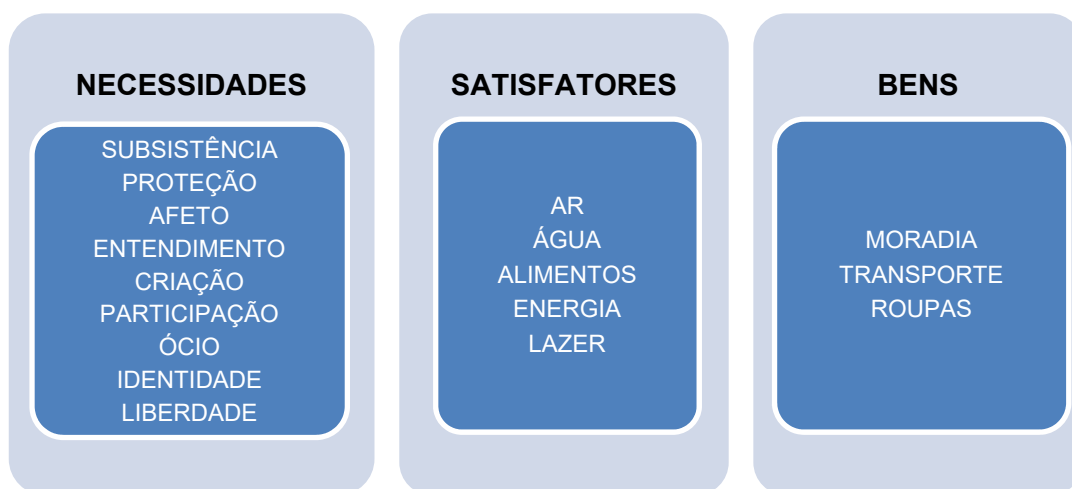 NECESSIDADES
SUBSISTÊNCIA
PROTEÇÃO
AFETO
ENTENDIMENTO
CRIAÇÃO
PARTICIPAÇÃO
ÓCIO
IDENTIDADE
LIBERDADE
SATISFATORES
AR
ÁGUA
ALIMENTOS
ENERGIA
LAZER
BENS
MORADIA
TRANSPORTE
ROUPAS